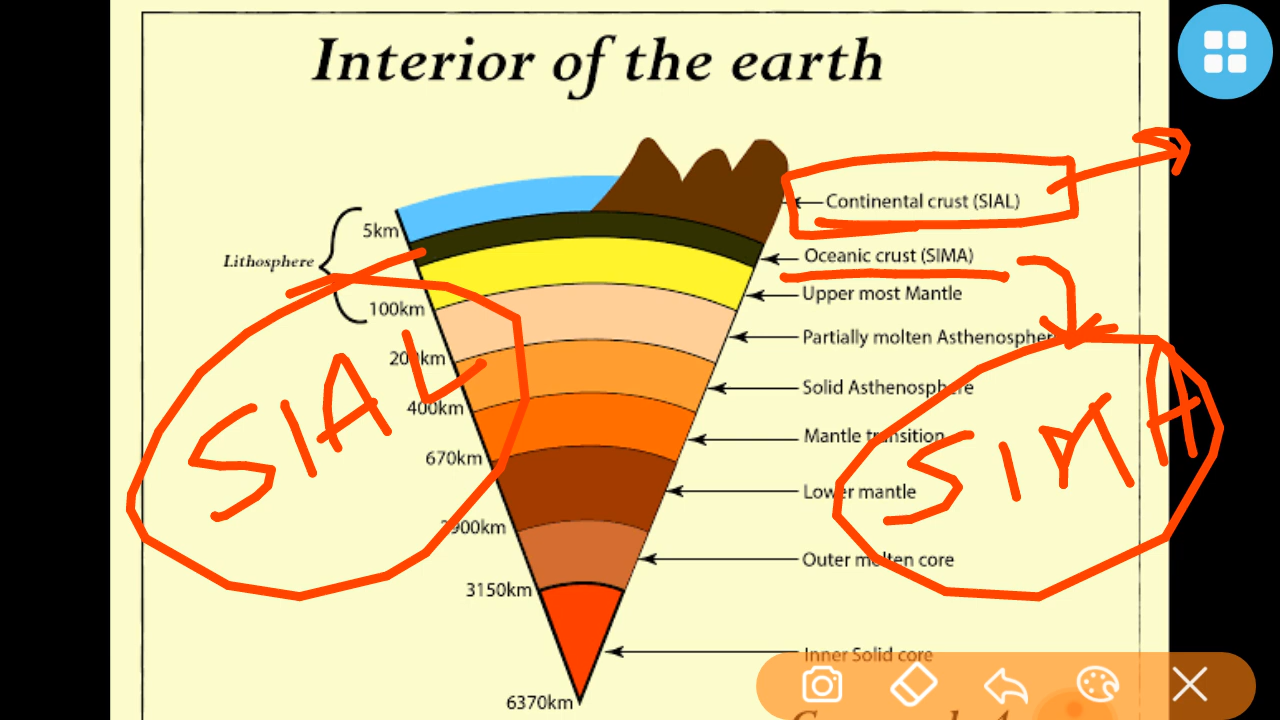 Interior of the earth
Continental crust (SIAL)
5km
Oceanic crust (SIMA)
Lithosphere
Upper most Mantle
100km
Partially molten Asthenosphere
200km
Solid Asthenosphere
SIAL
400km
Mantle transition
SIMA
670km
Lower mantle
2900km
Outer molten core
3150km
Inner Solid core
6370km